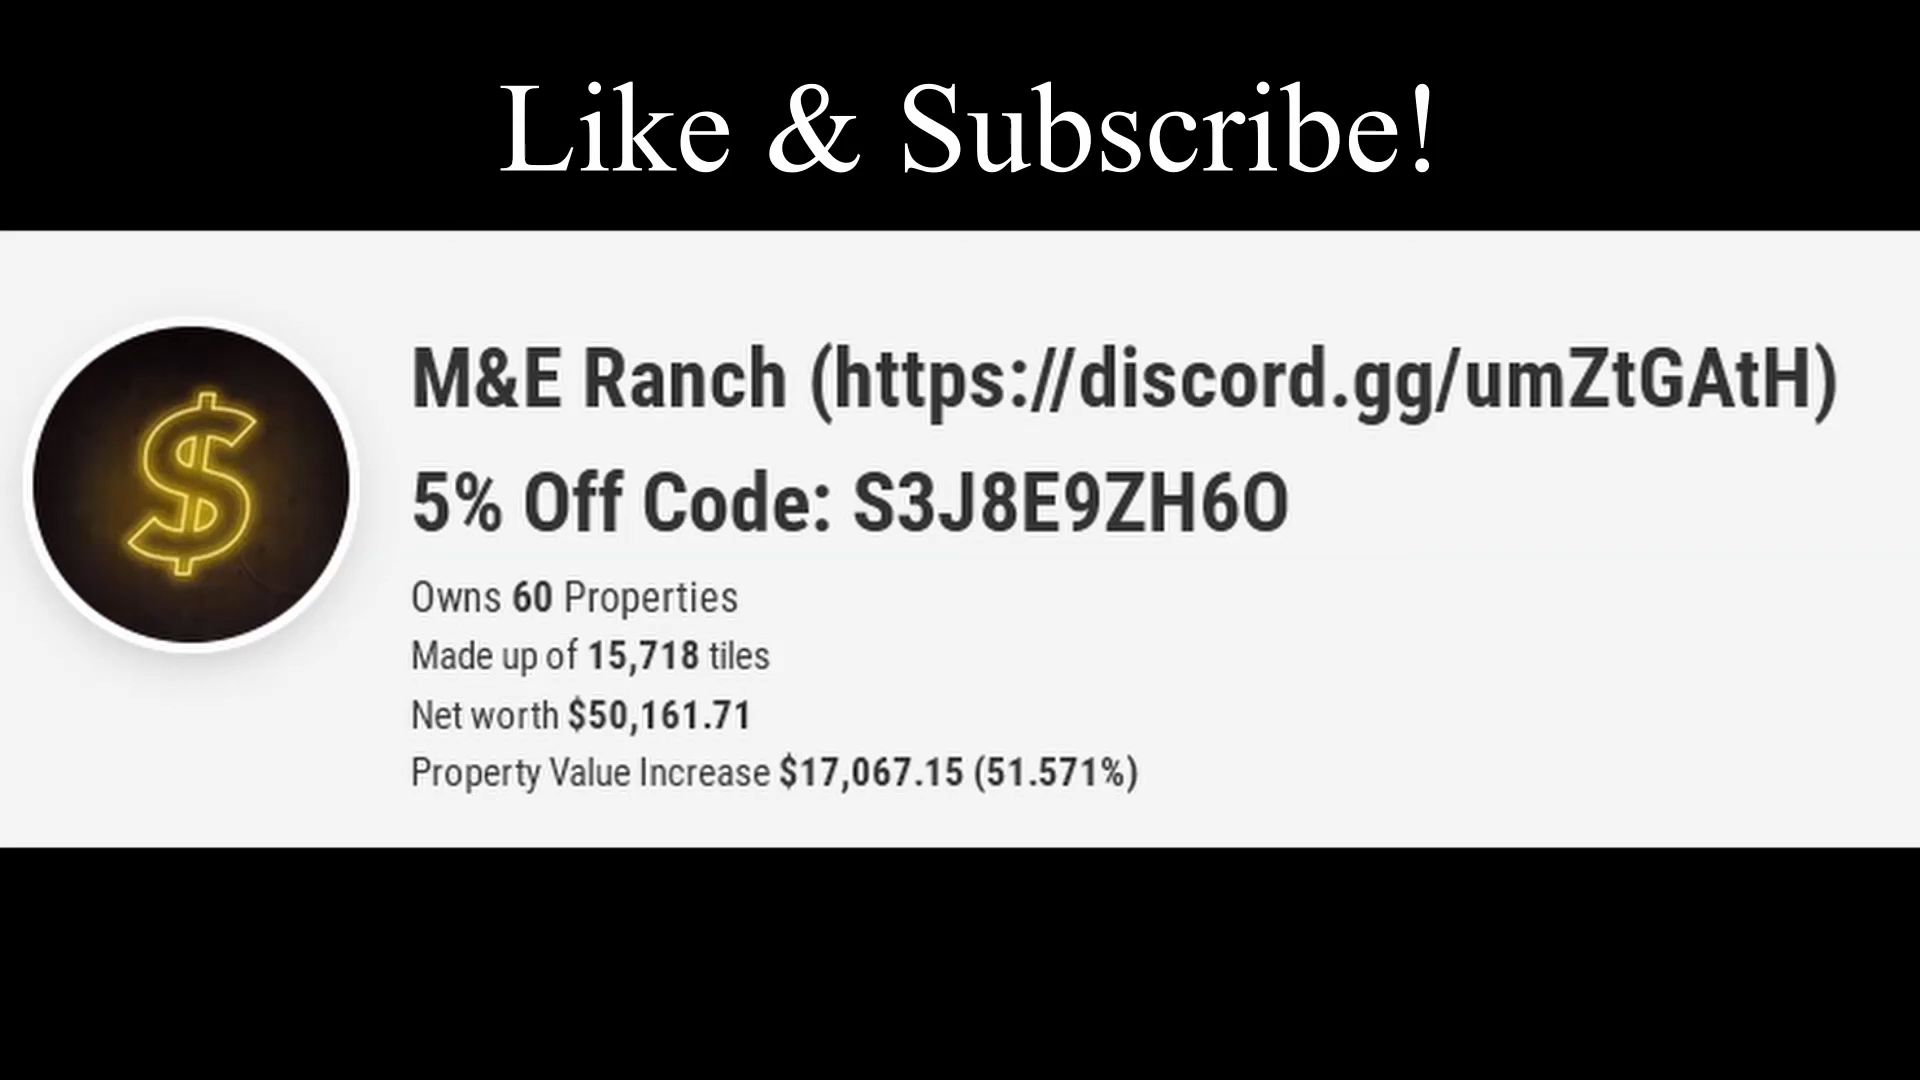 Like & Subscribe!
M&E Ranch (https://discord.gg/umZtGAtH)
5% Off Code: S3J8E9ZH6O
Owns 60 Properties
Made up of 15,718 tiles
Net worth $50,161.71
Property Value Increase $17,067.15 (51.571%)